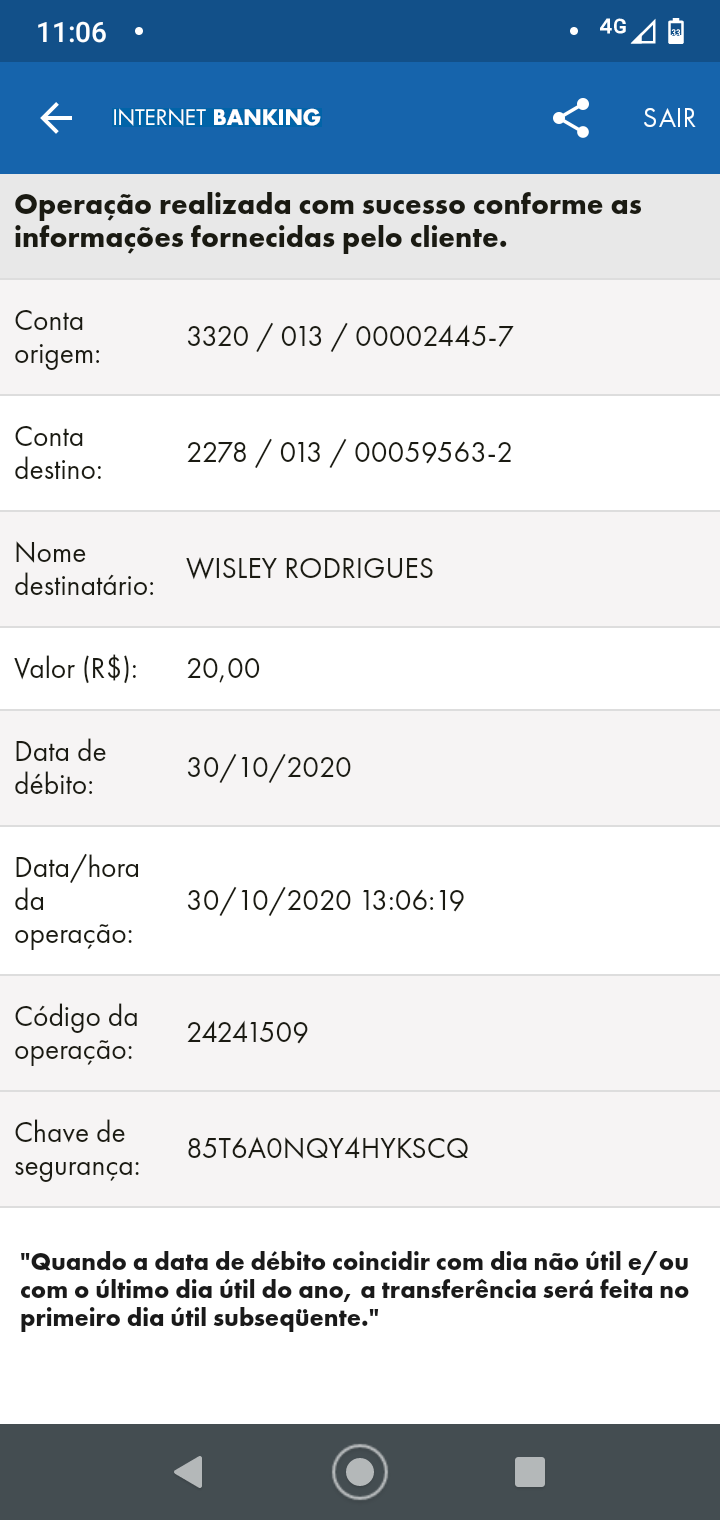 11:06
4G
33
INTERNET BANKING
SAIR
Operação realizada com sucesso conforme as
informações fornecidas pelo cliente.
Conta
origem:
3320 / 013 / 00002445-7
Conta
destino:
2278 / 013 / 00059563-2
Nome
destinatário:
WISLEY RODRIGUES
Valor (R$):
20,00
Data de
débito:
30/10/2020
Data/hora
da
operação:
30/10/2020 13:06:19
Código da
operação:
24241509
Chave de
segurança:
85T6A0NQY4HYKSCQ
"Quando a data de débito coincidir com dia não útil e/ou
com o último dia útil do ano, a transferência será feita no
primeiro dia útil subseqüente."